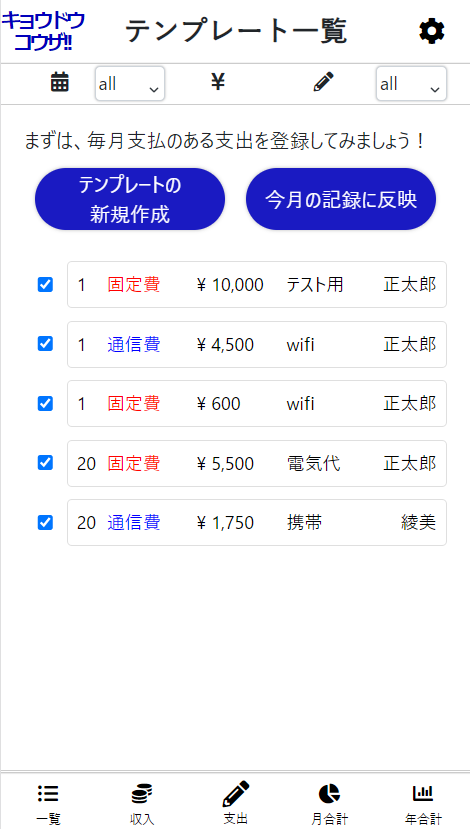 キョウドウ
コウザ!!
テンプレート一覧
all
¥
all
まずは、毎月支払のある支出を登録してみましょう！
テンプレートの
新規作成
今月の記録に反映
1 固定費 ¥ 10,000 テスト用 正太郎
1 通信費 ¥ 4,500 wifi 正太郎
1 固定費 ¥ 600 wifi 正太郎
20 固定費 ¥ 5,500 電気代 正太郎
20 通信費 ¥ 1,750 携帯 綾美
一覧
収入
支出
月合計
年合計